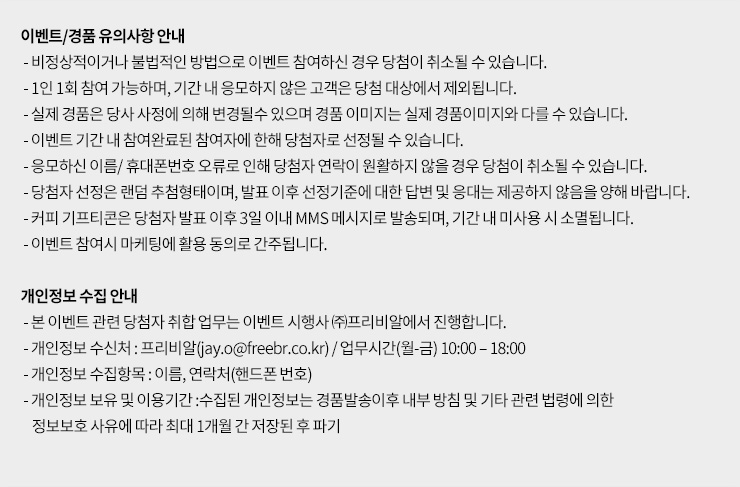 이벤트/경품 유의사항 안내
- 비정상적이거나 불법적인 방법으로 이벤트 참여하신 경우 당첨이 취소될 수 있습니다.
- 1인 1회 참여 가능하며, 기간 내 응모하지 않은 고객은 당첨 대상에서 제외됩니다.
- 실제 경품은 당사 사정에 의해 변경될수 있으며 경품 이미지는 실제 경품이미지와 다를 수 있습니다.
- 이벤트 기간 내 참여완료된 참여자에 한해 당첨자로 선정될 수 있습니다.
- 응모하신 이름/ 휴대폰번호 오류로 인해 당첨자 연락이 원활하지 않을 경우 당첨이 취소될 수 있습니다.
- 당첨자 선정은 랜덤 추첨형태이며, 발표 이후 선정기준에 대한 답변 및 응대는 제공하지 않음을 양해 바랍니다.
- 커피 기프티콘은 당첨자 발표 이후 3일 이내 MMS 메시지로 발송되며, 기간 내 미사용 시 소멸됩니다.
- 이벤트 참여시 마케팅에 활용 동의로 간주됩니다.
개인정보 수집 안내
- 본 이벤트 관련 당첨자 취합 업무는 이벤트 시행사 ㈜프리비알에서 진행합니다.
- 개인정보 수신처 : 프리비알(jay.o@freebr.co.kr) / 업무시간(월-금) 10:00 – 18:00
- 개인정보 수집항목 : 이름, 연락처(핸드폰 번호)
- 개인정보 보유 및 이용기간 :수집된 개인정보는 경품발송이후 내부 방침 및 기타 관련 법령에 의한
정보보호 사유에 따라 최대 1개월 간 저장된 후 파기